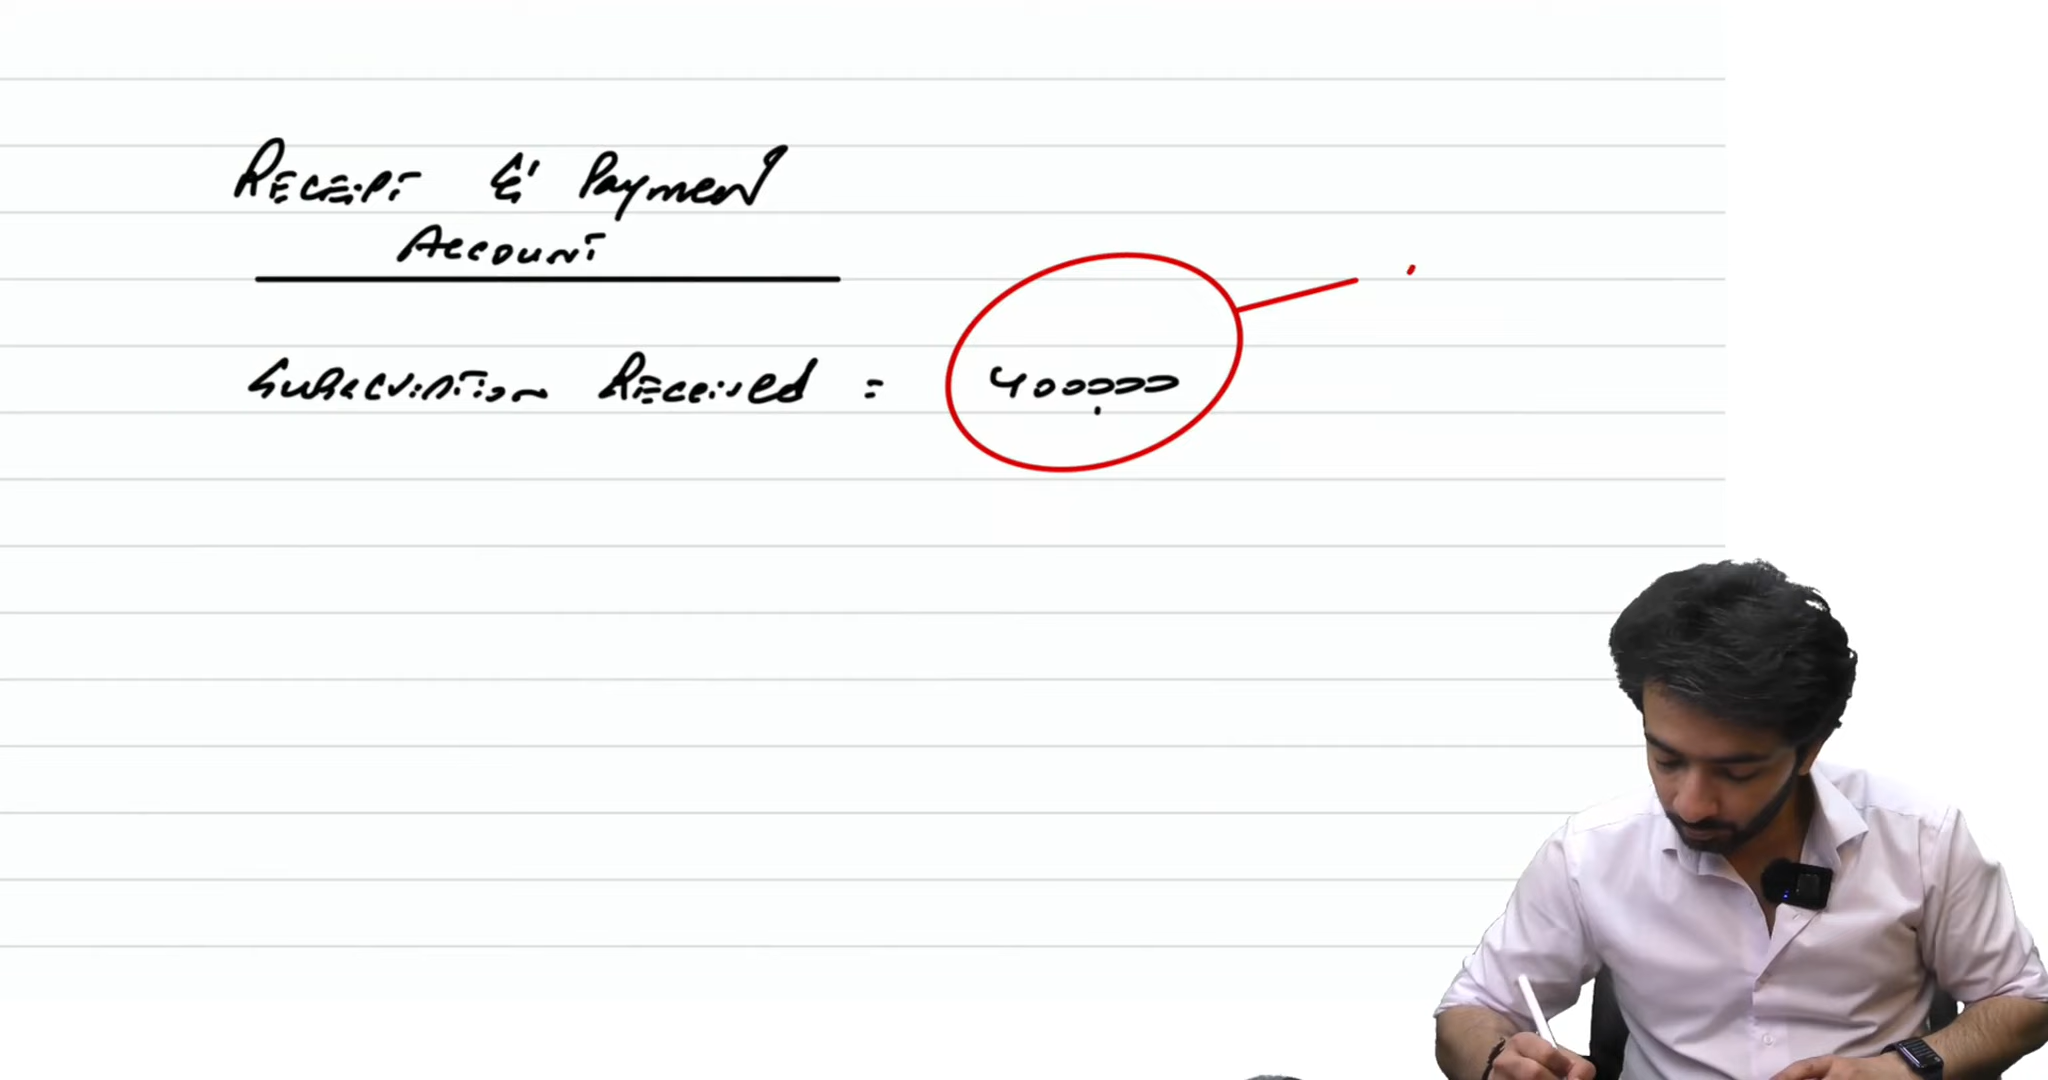 Receipt & Payment
Account
Subscription Received = 400000